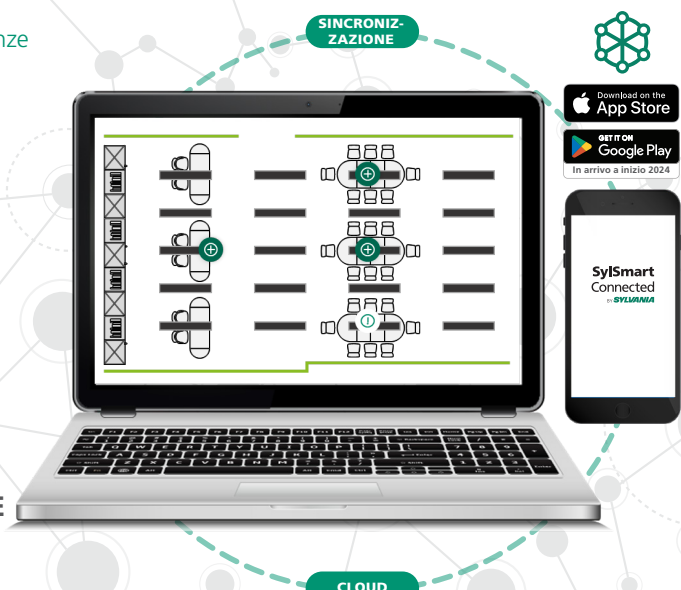 nze
SINCRONIZ-
ZAZIONE
Download on the
App Store
GET IT ON
Google Play
In arrivo a inizio 2024
SylSmart
Connected
BY SYLVANIA
E
CLOUD